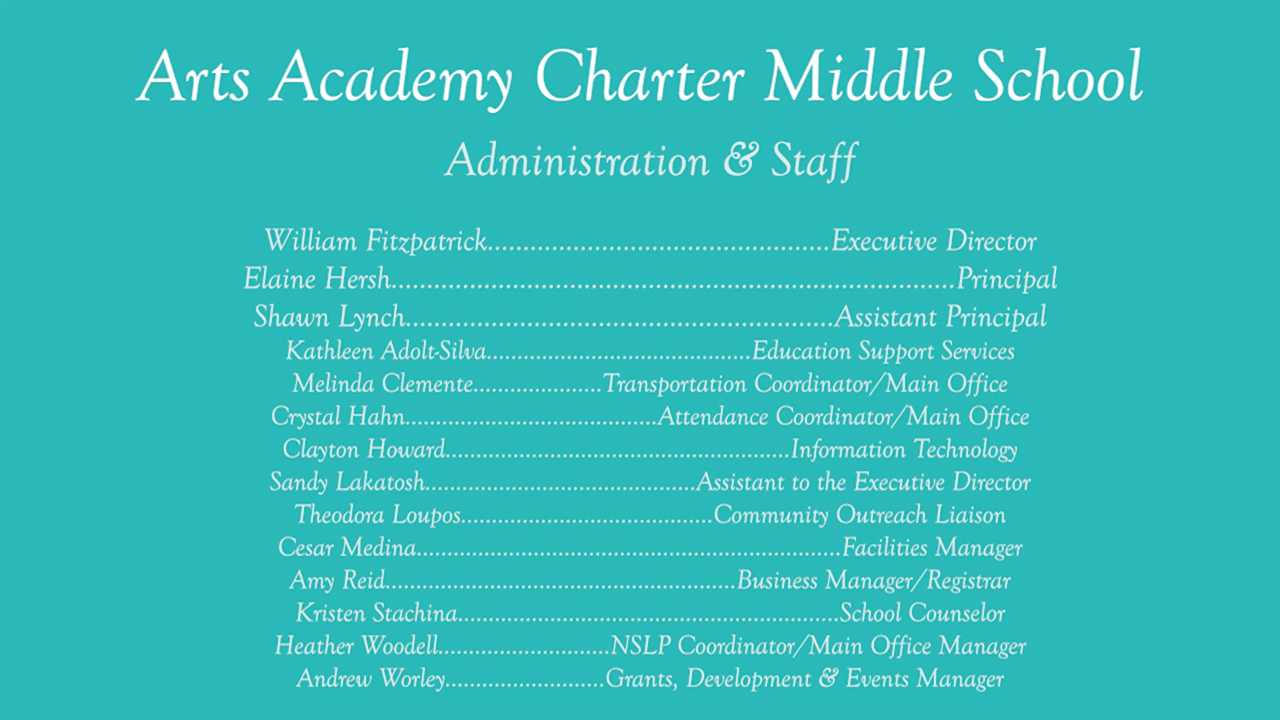 Arts Academy Charter Middle School
Administration & Staff
William Fitzpatrick......................................Executive Director
Elaine Hersh...............................................................Principal
Shawn Lynch................................................Assistant Principal
Kathleen Adolt-Silva................................Education Support Services
Melinda Clemente................Transportation Coordinator/Main Office
Crystal Hahn...............................Attendance Coordinator/Main Office
Clayton Howard..........................................Information Technology
Sandy Lakatosh.................................Assistant to the Executive Director
Theodora Loupos...............................Community Outreach Liaison
Cesar Medina....................................................Facilities Manager
Amy Reid...........................................Business Manager/Registrar
Kristen Stachina...............................................School Counselor
Heather Woodell.....................NSLP Coordinator/Main Office Manager
Andrew Worley....................Grants, Development & Events Manager